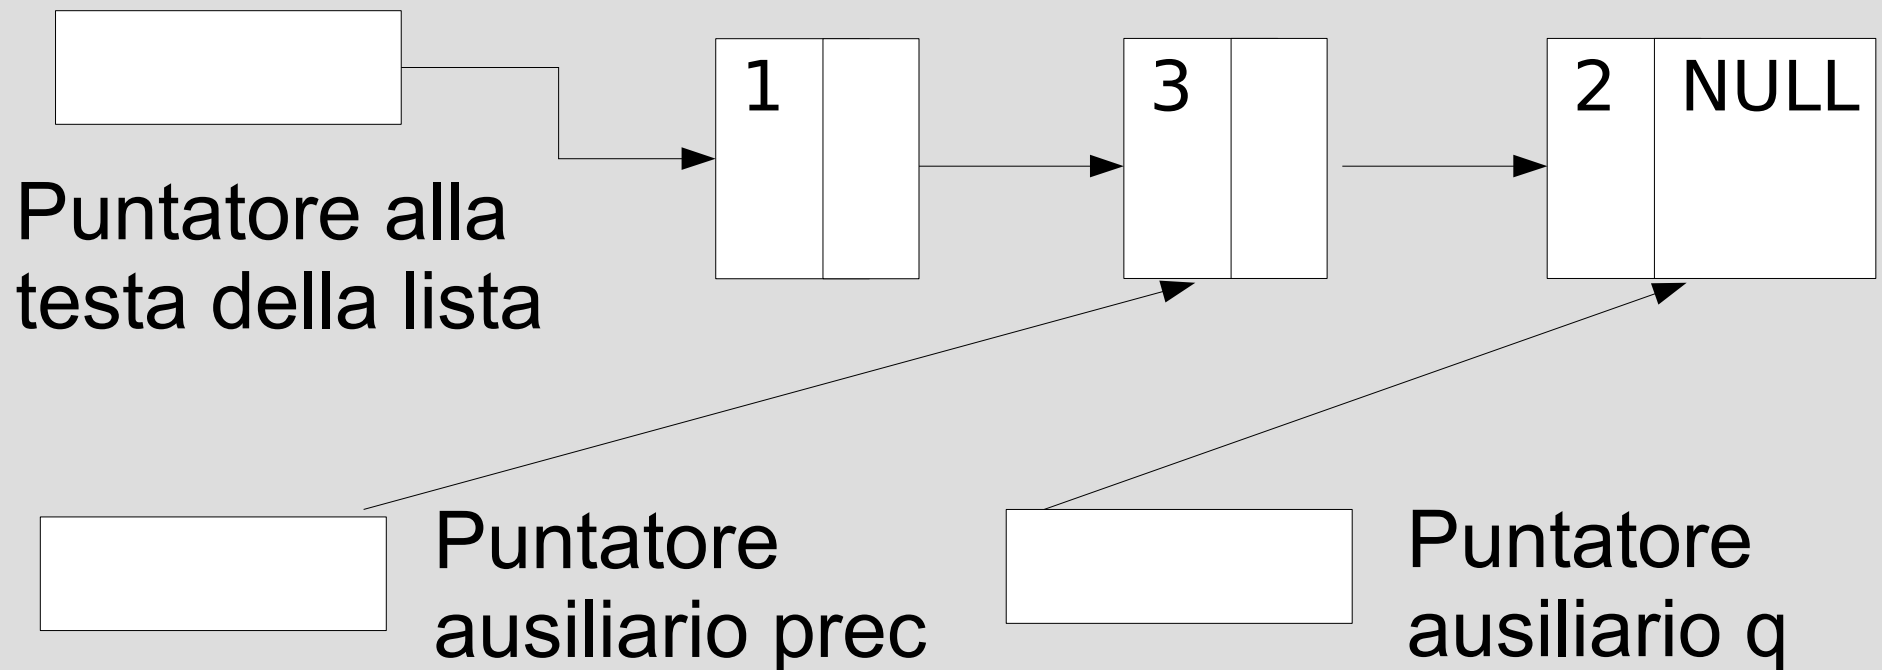 1
3
2 NULL
Puntatore alla
testa della lista
Puntatore
ausiliario prec
Puntatore
ausiliario q